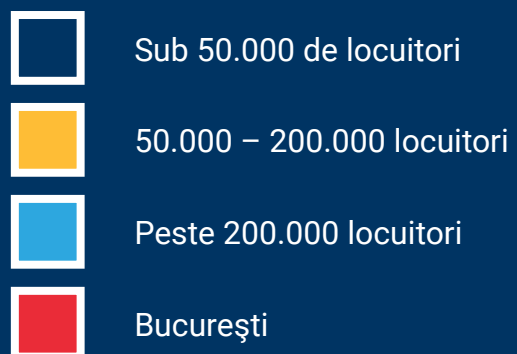 Sub 50.000 de locuitori
50.000 – 200.000 locuitori
Peste 200.000 locuitori
Bucureşti